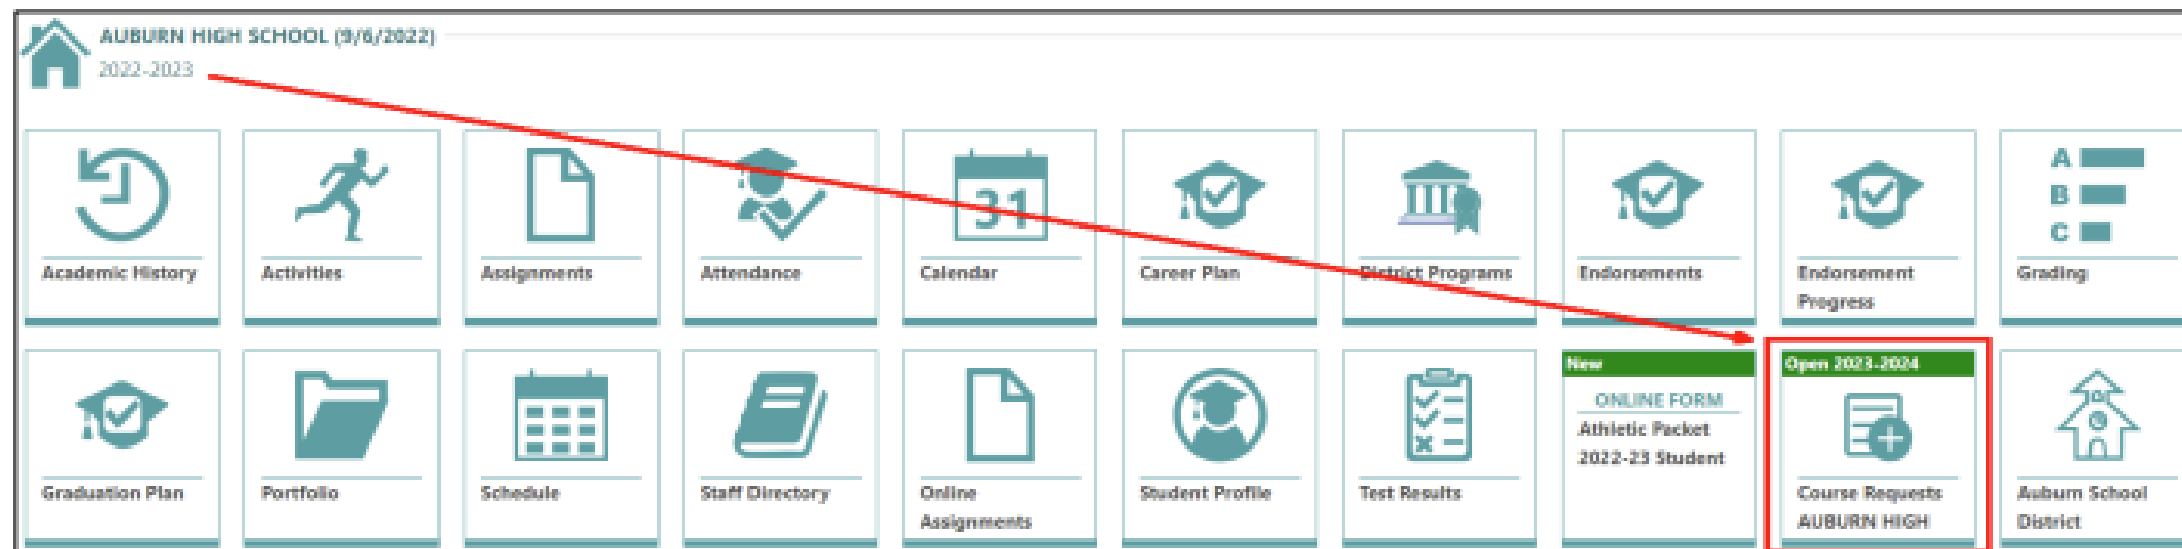 AUBURN HIGH SCHOOL (9/6/2022)
2022-2023
31
A
B
C
Academic History
Activities
Assignments
Attendance
Calendar
Career Plan
District Programs
Endorsements
Endorsement
Progress
Grading
New
ONLINE FORM
Athletic Packet
2022-23 Student
Open 2023-2024
Graduation Plan
Portfolio
Schedule
Staff Directory
Online
Assignments
Student Profile
Test Results
Course Requests
AUBURN HIGH
Auburn School
District